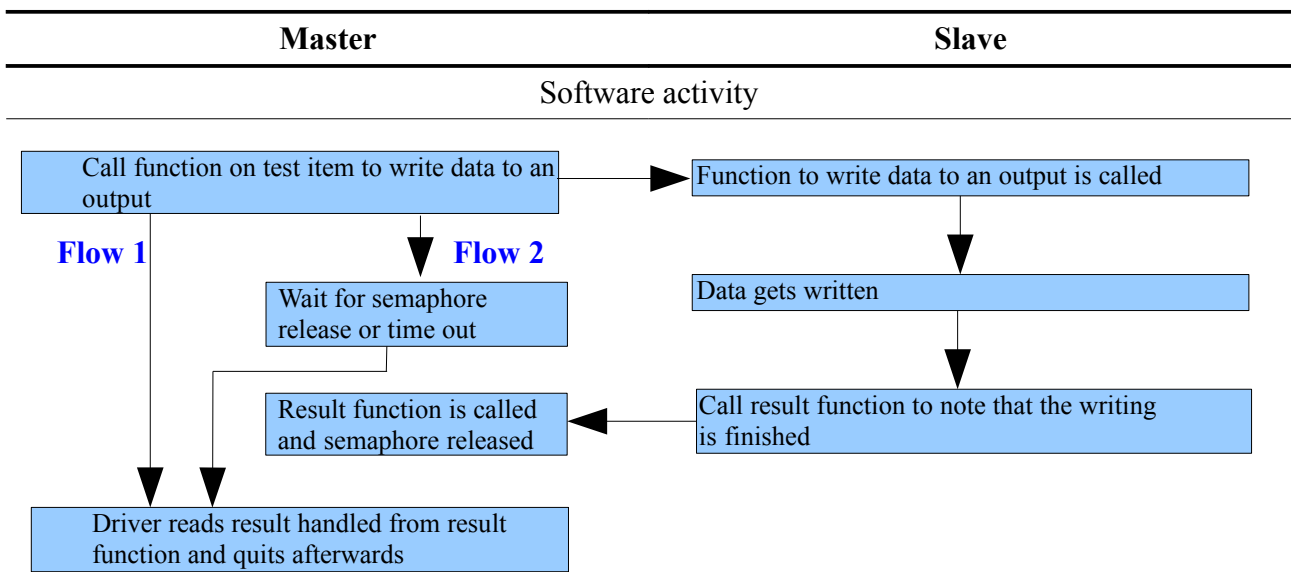 Master Slave
Software activity
Call function on test item to write data to an
output
Function to write data to an output is called
Flow 1 Flow 2
Wait for semaphore
release or time out
Data gets written
Result function is called
and semaphore released
Call result function to note that the writing
is finished
Driver reads result handled from result
function and quits afterwards